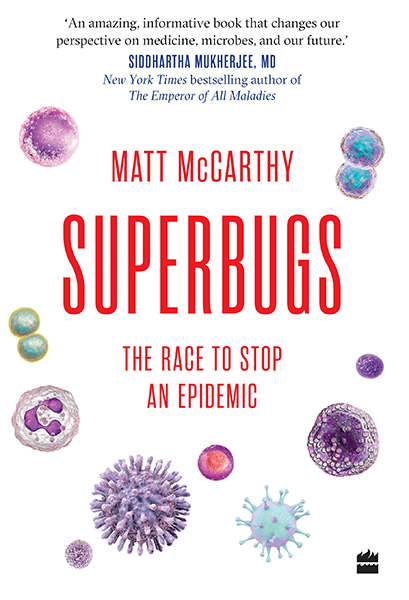 ‘An amazing, informative book that changes our
perspective on medicine, microbes, and our future.’
SIDDHARTHA MUKHERJEE, MD
New York Times bestselling author of
The Emperor of All Maladies
MATT McCARTHY
SUPERBUGS
THE RACE TO STOP
AN EPIDEMIC